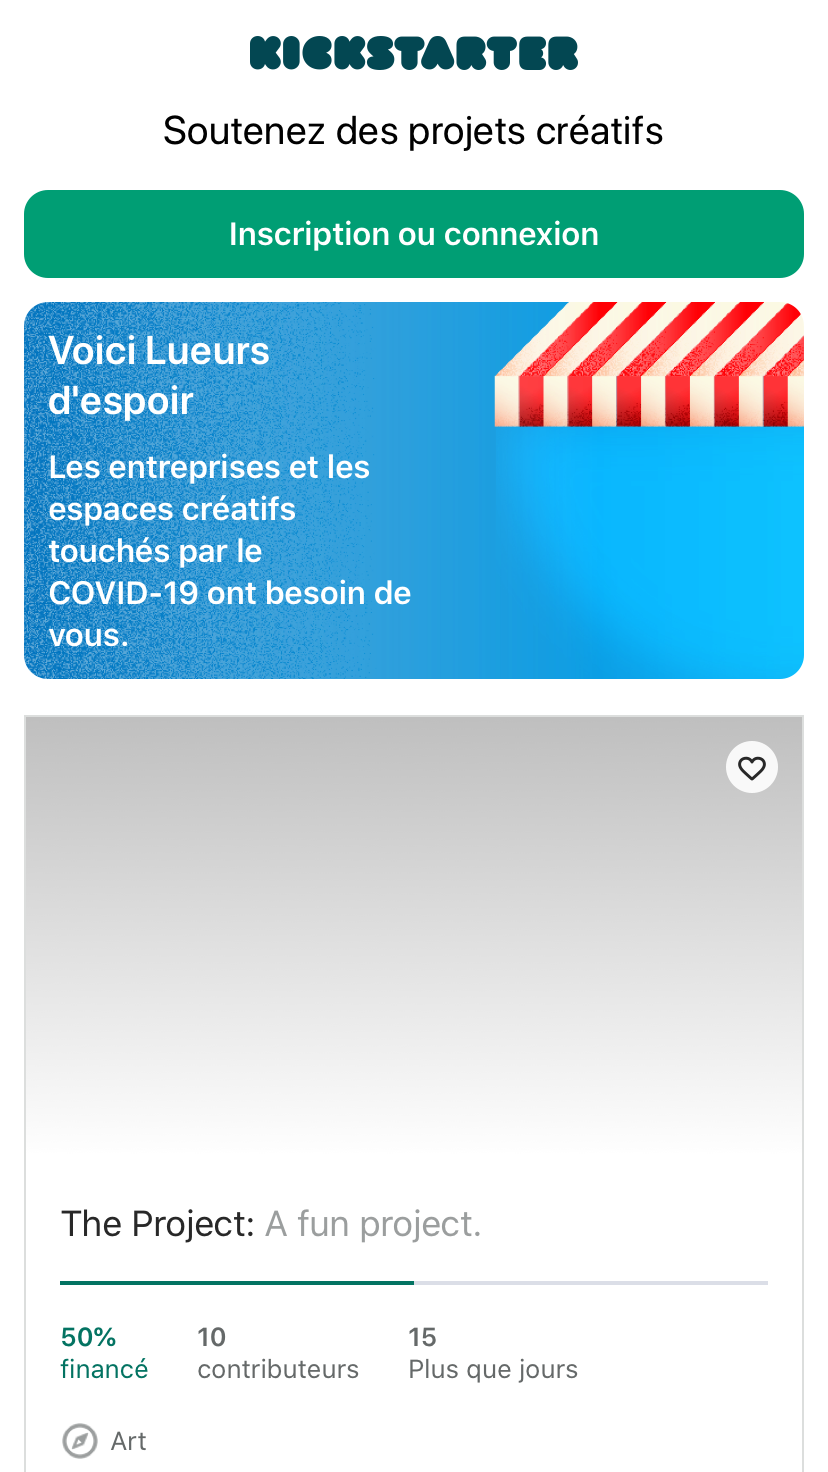 KICKSTARTER
Soutenez des projets créatifs
Inscription ou connexion
Voici Lueurs
d'espoir
Les entreprises et les
espaces créatifs
touchés par le
COVID-19 ont besoin de
vous.
The Project: A fun project.
50% 10 15
financé contributeurs Plus que jours
Art